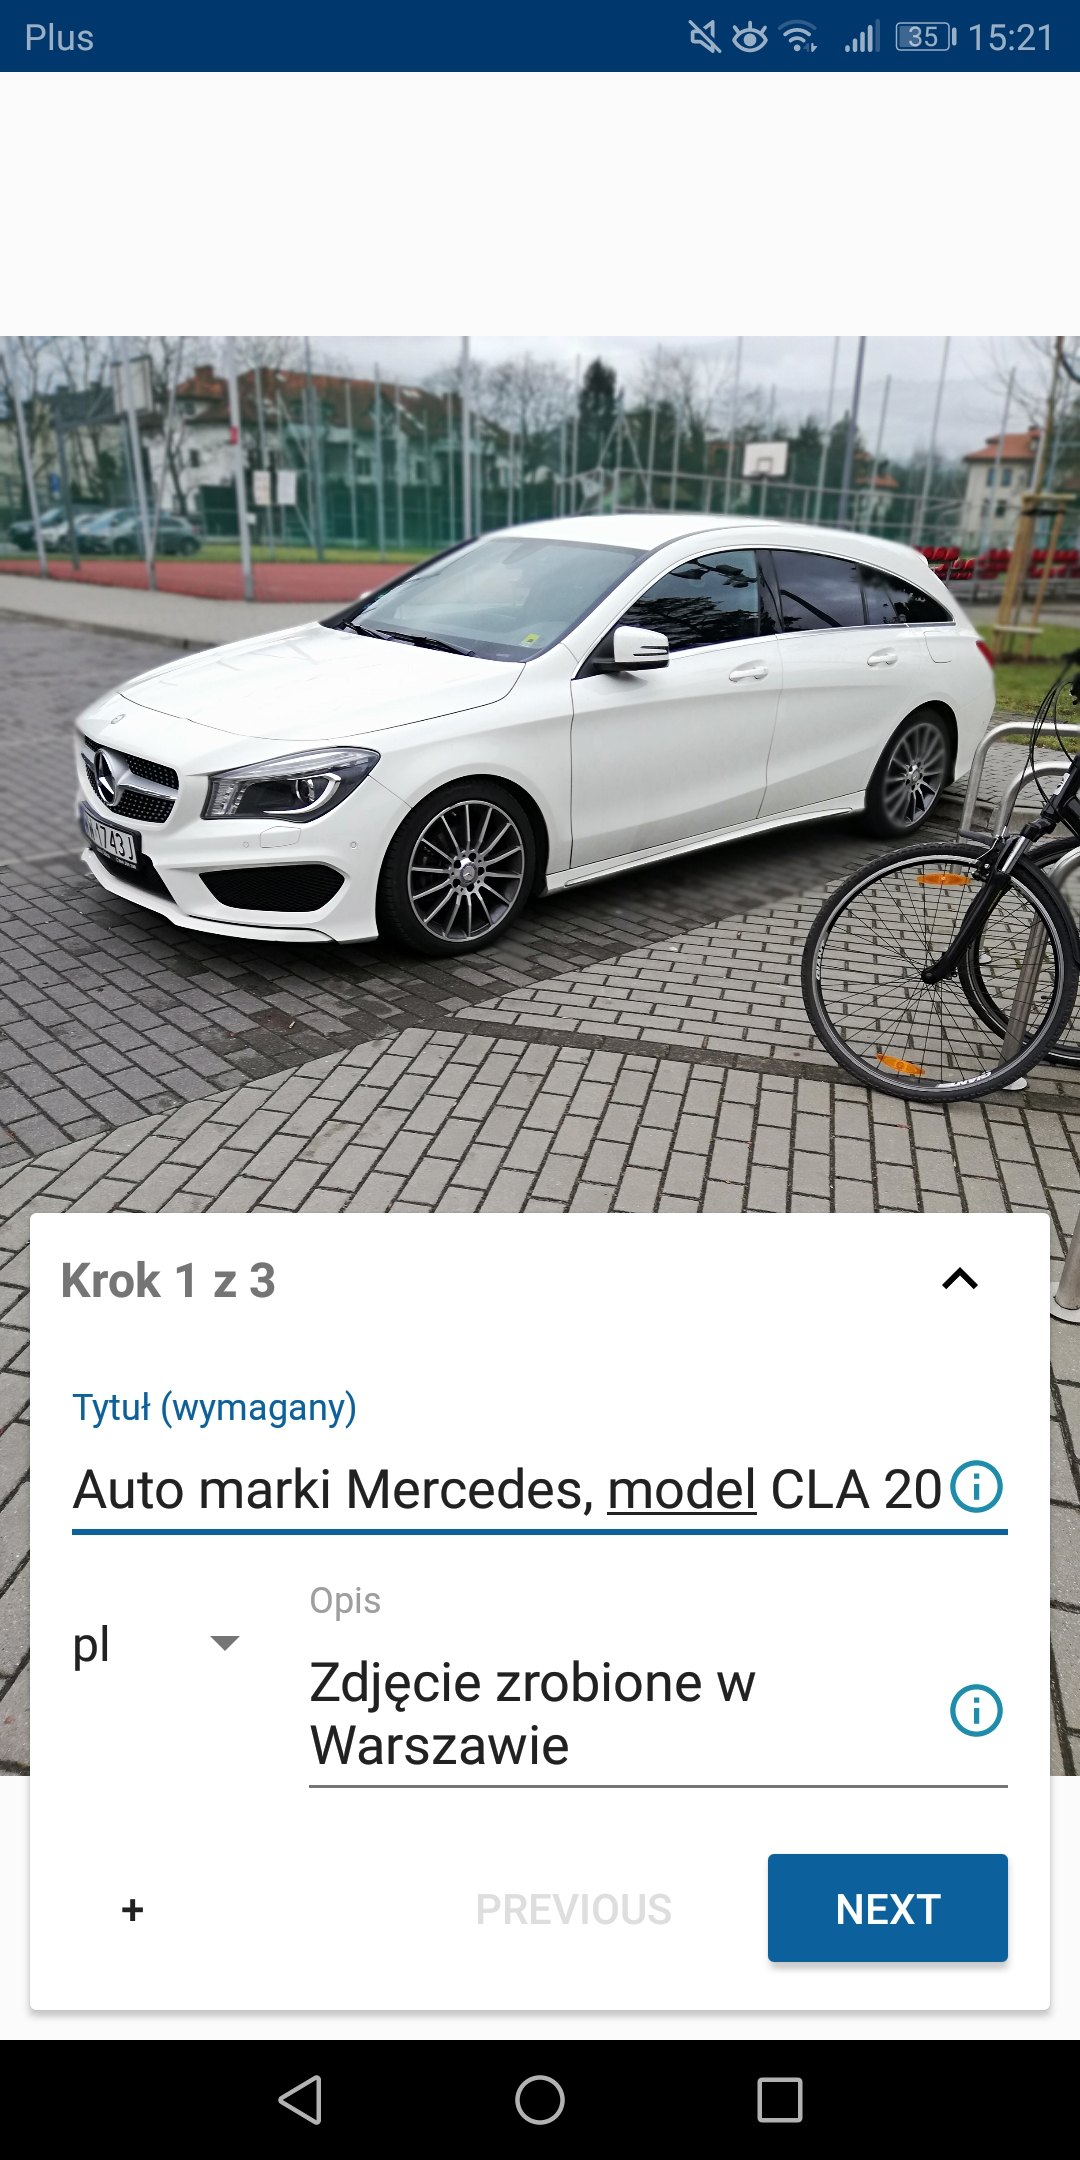 Plus
35
15:21
Krok 1 z 3
Tytuł (wymagany)
Auto marki Mercedes, model CLA 20
pl
Opis
Zdjęcie zrobione w
Warszawie
+
PREVIOUS
NEXT